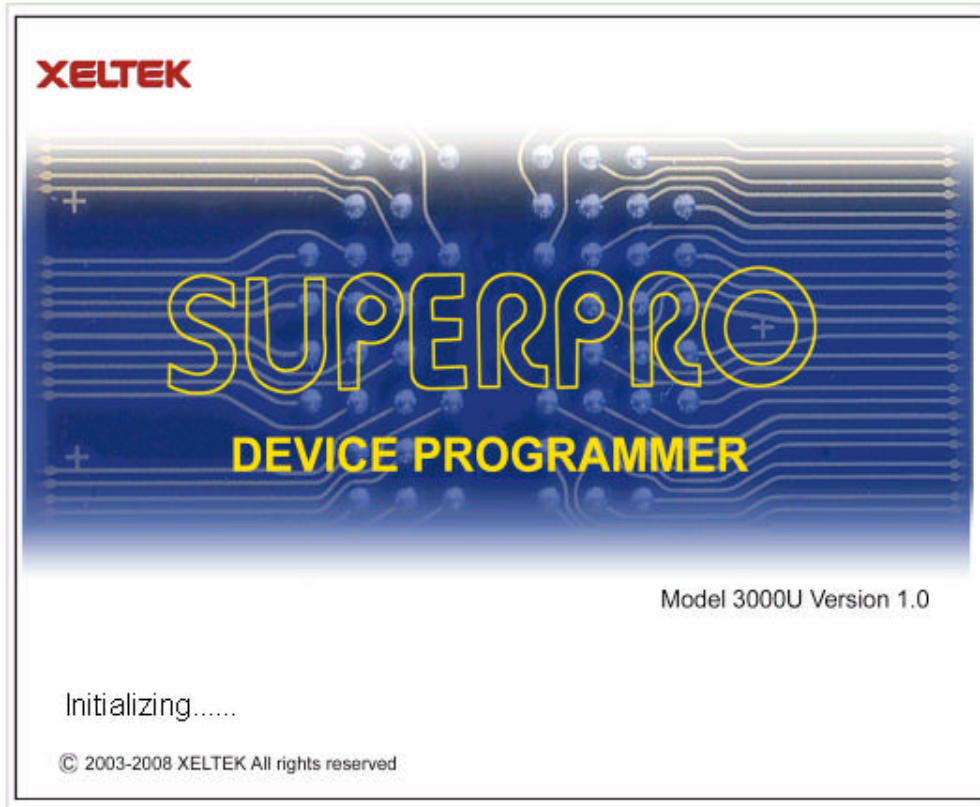 XELTEK
SUPERPRO
DEVICE PROGRAMMER
Model 3000U Version 1.0
Initializing......
© 2003-2008 XELTEK All rights reserved